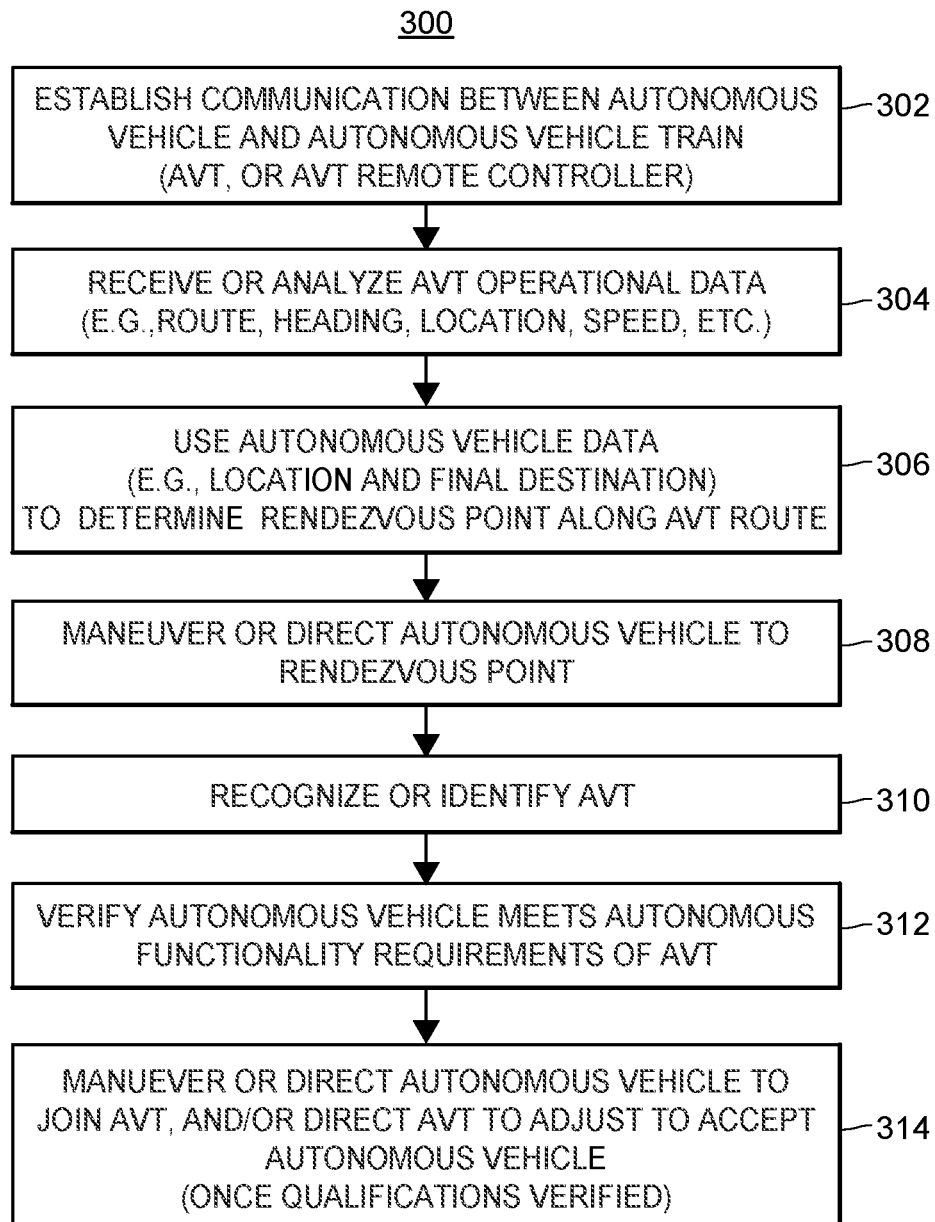 300
ESTABLISH COMMUNICATION BETWEEN AUTONOMOUS
VEHICLE AND AUTONOMOUS VEHICLE TRAIN
(AVT, OR AVT REMOTE CONTROLLER)
302
RECEIVE OR ANALYZE AVT OPERATIONAL DATA
(E.G.,ROUTE, HEADING, LOCATION, SPEED, ETC.)
304
USE AUTONOMOUS VEHICLE DATA
(E.G., LOCATION AND FINAL DESTINATION)
TO DETERMINE RENDEZVOUS POINT ALONG AVT ROUTE
306
MANEUVER OR DIRECT AUTONOMOUS VEHICLE TO
RENDEZVOUS POINT
308
RECOGNIZE OR IDENTIFY AVT
310
VERIFY AUTONOMOUS VEHICLE MEETS AUTONOMOUS
FUNCTIONALITY REQUIREMENTS OF AVT
312
MANUEVER OR DIRECT AUTONOMOUS VEHICLE TO
JOIN AVT, AND/OR DIRECT AVT TO ADJUST TO ACCEPT
AUTONOMOUS VEHICLE
(ONCE QUALIFICATIONS VERIFIED)
314